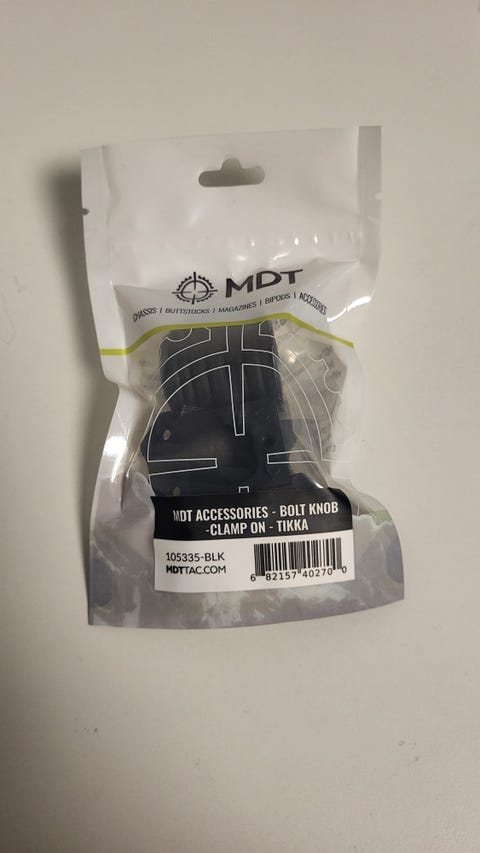 MDT
CHASSIS | BUTTSTOCKS | MAGAZINES | BIPODS | ACCESSORIES
MDT ACCESSORIES - BOLT KNOB
-CLAMP ON - TIKKA
105335-BLK
MDTTAC.COM
6 82157 40270 0